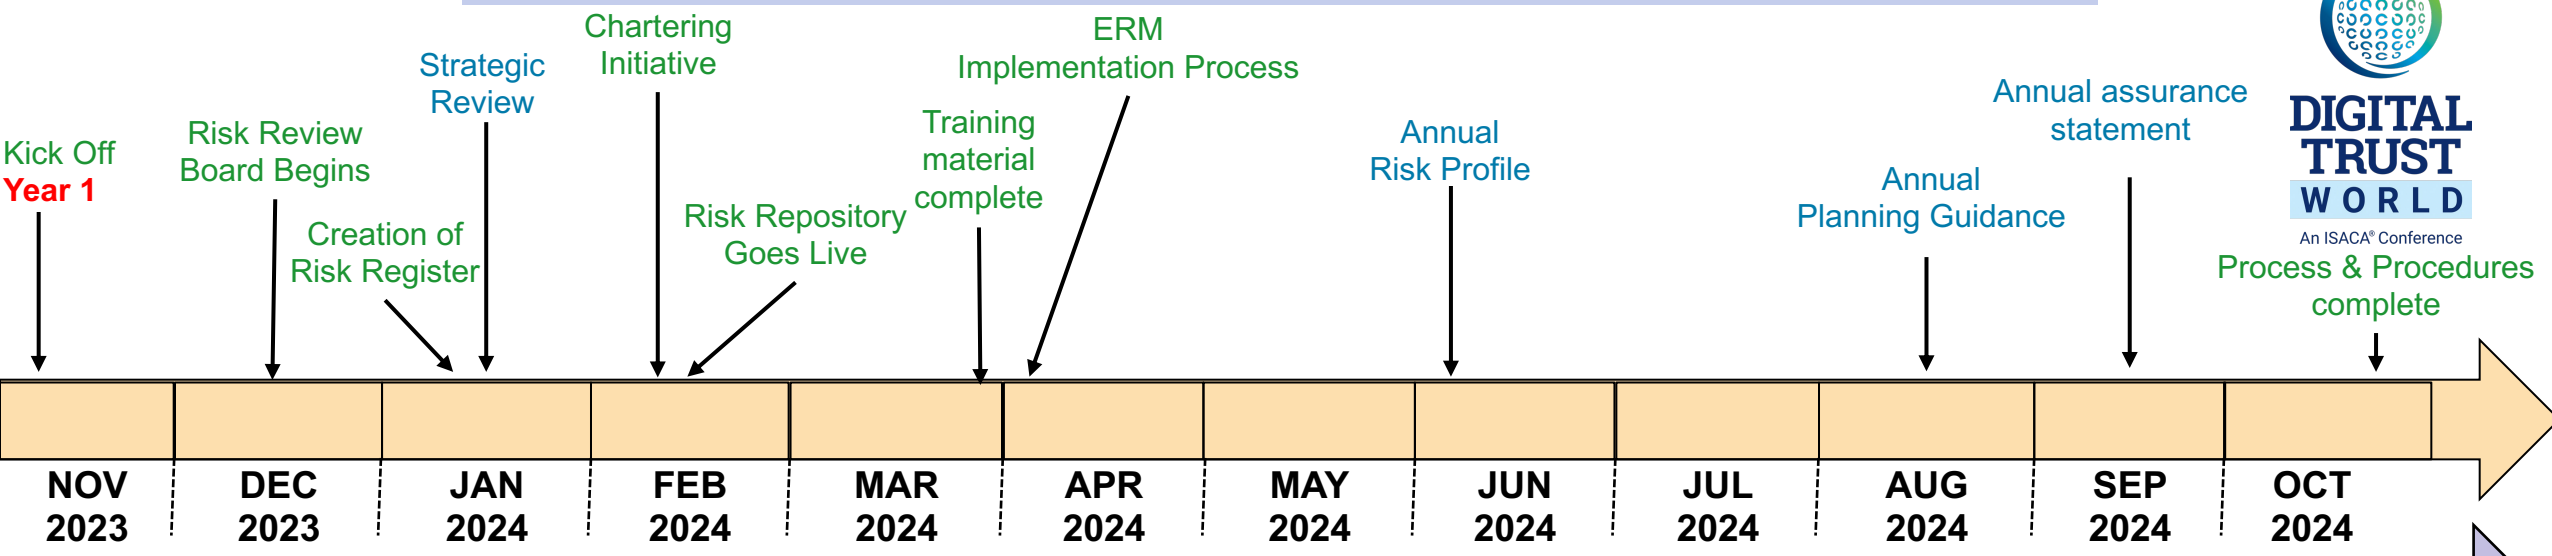 Kick Off
Year 1
Risk Review
Board Begins
Creation of
Risk Register
Strategic
Review
Chartering
Initiative
Risk Repository
Goes Live
Training
material
complete
ERM
Implementation Process
Annual
Risk Profile
Annual
Planning Guidance
Annual assurance
statement
DIGITAL
TRUST
WORLD
An ISACA® Conference
Process & Procedures
complete
NOV
2023
DEC
2023
JAN
2024
FEB
2024
MAR
2024
APR
2024
MAY
2024
JUN
2024
JUL
2024
AUG
2024
SEP
2024
OCT
2024